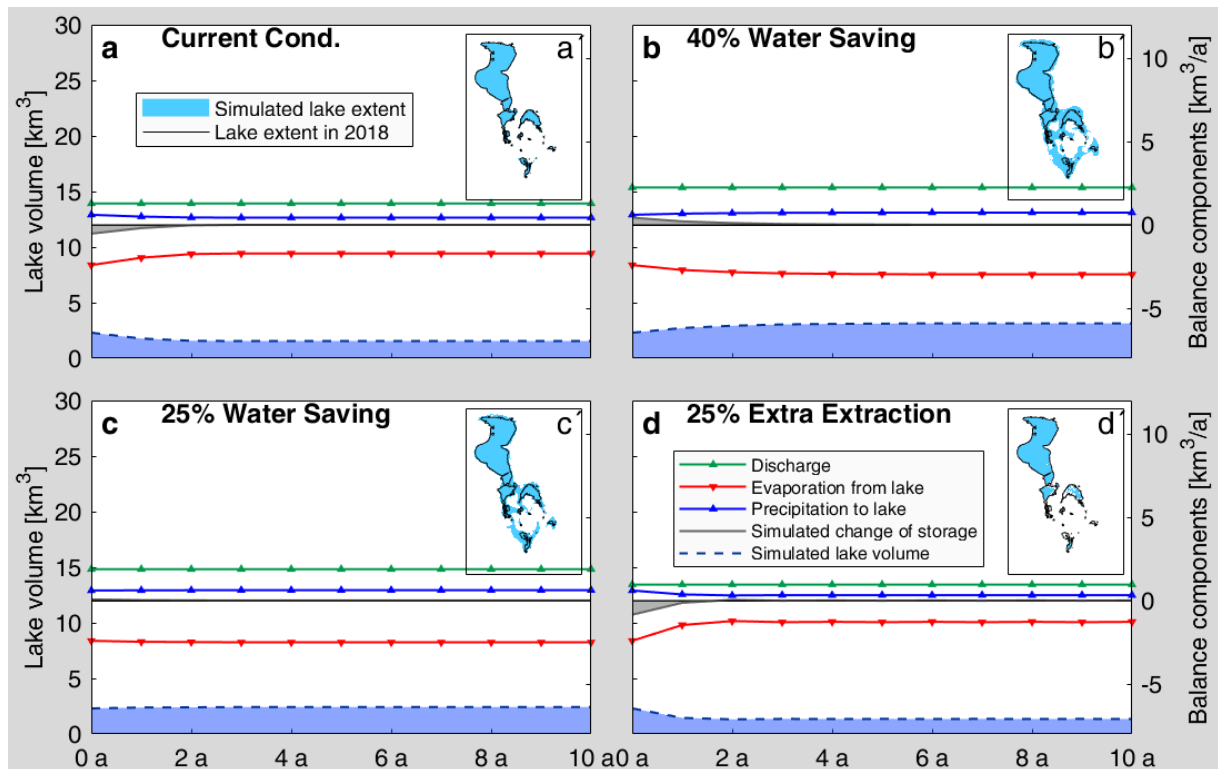 a Current Cond. a´
b 40% Water Saving b´
Simulated lake extent
Lake extent in 2018
Lake volume [km³]
30
25
20
15
10
5
0
Balance components [km³/a]
10
5
0
-5
c 25% Water Saving c´
d 25% Extra Extraction d´
Discharge
Evaporation from lake
Precipitation to lake
Simulated change of storage
Simulated lake volume
Lake volume [km³]
30
25
20
15
10
5
0
Balance components [km³/a]
10
5
0
-5
0 a 2 a 4 a 6 a 8 a 10 a
0 a 2 a 4 a 6 a 8 a 10 a